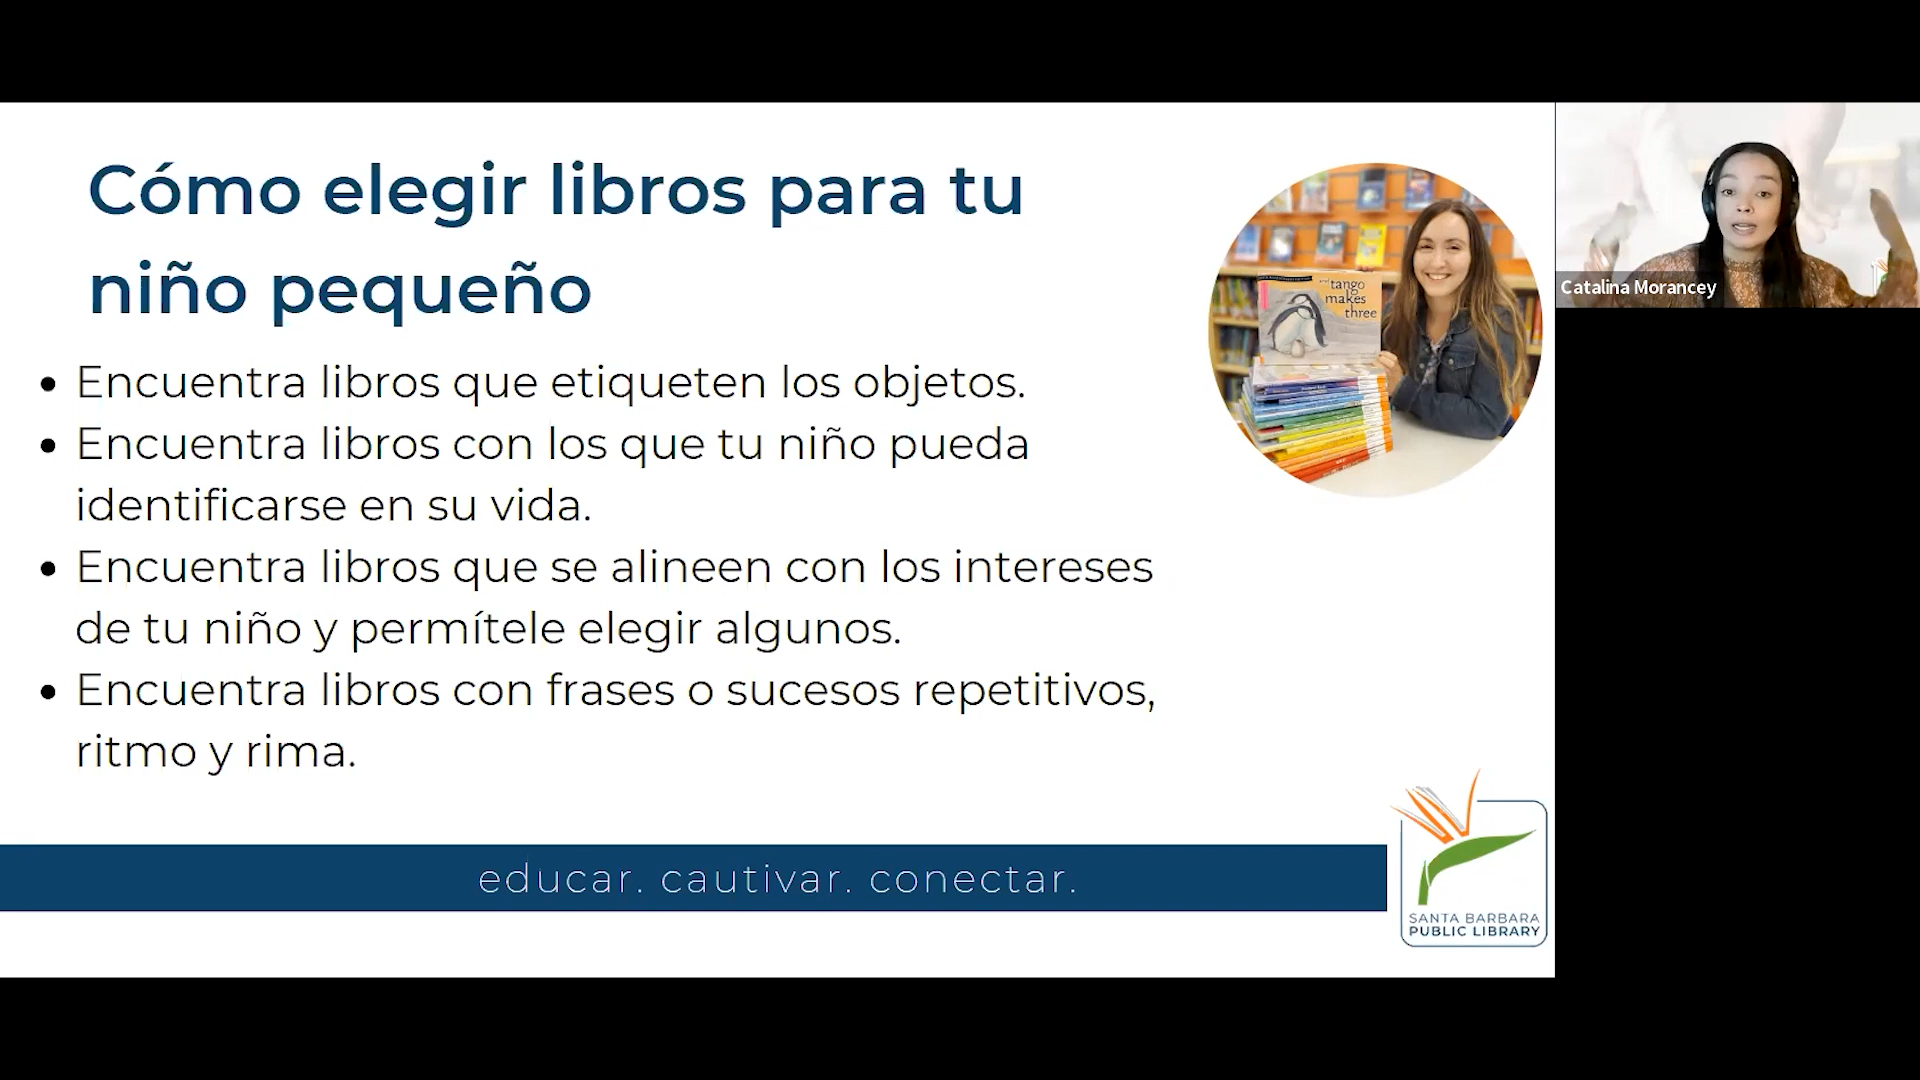 Cómo elegir libros para tu
niño pequeño
Encuentra libros que etiqueten los objetos.
Encuentra libros con los que tu niño pueda
identificarse en su vida.
Encuentra libros que se alineen con los intereses
de tu niño y permítele elegir algunos.
Encuentra libros con frases o sucesos repetitivos,
ritmo y rima.
tango
makes
three
Catalina Morancey
educar. cautivar. conectar.
SANTA BARBARA
PUBLIC LIBRARY